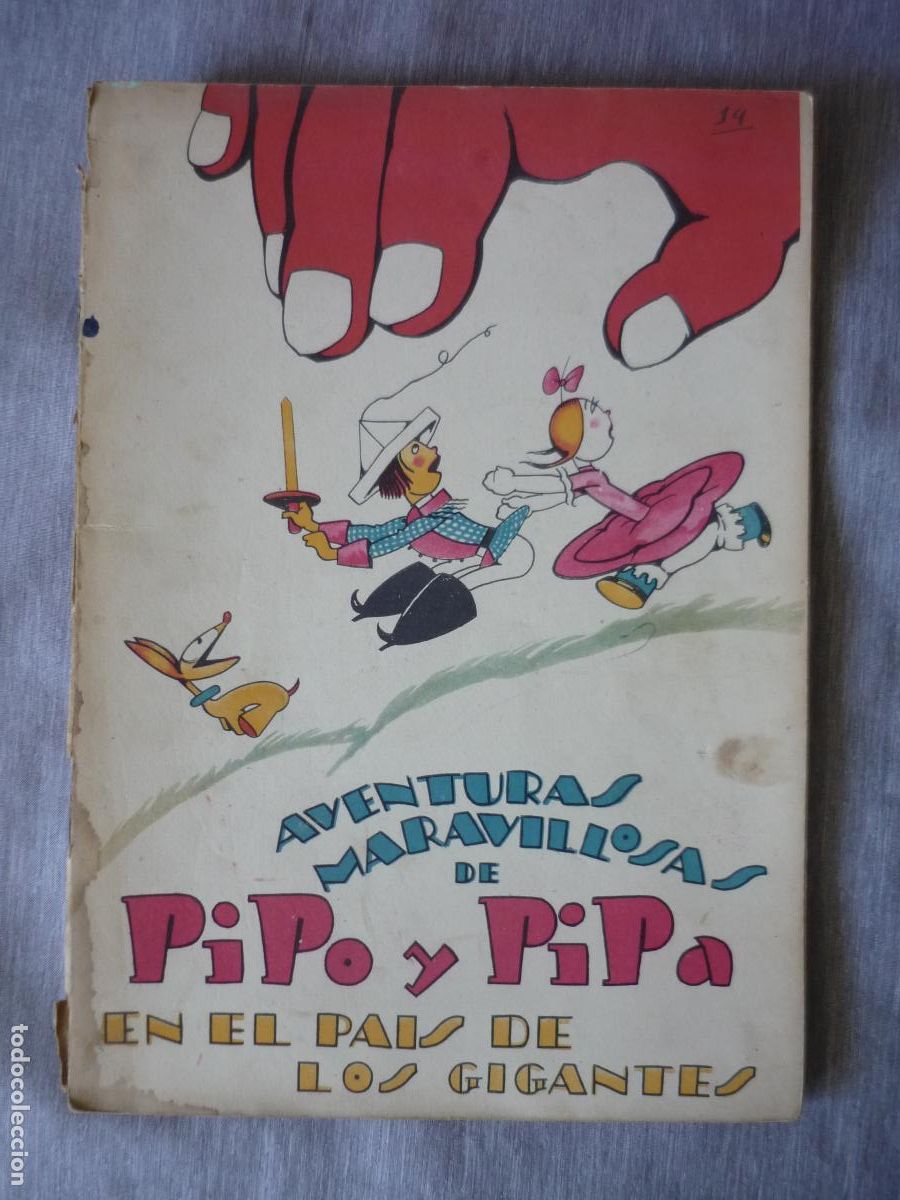 14
AVENTURAS
MARAVILLOSAS
DE
PiPo y PiPa
EN EL PAIS DE
LOS GIGANTES
todocoleccion